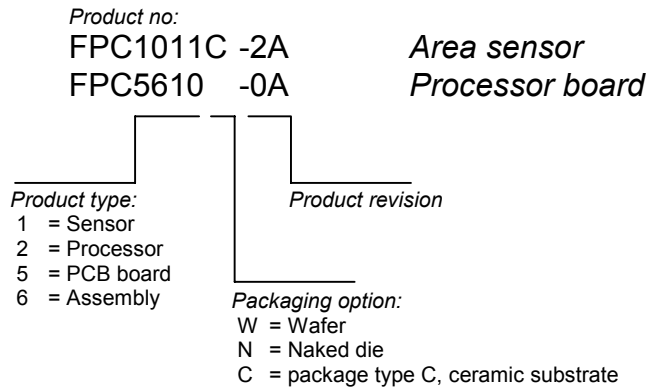 Product no:
FPC1011C -2A Area sensor
FPC5610 -0A Processor board
Product type:
1 = Sensor
2 = Processor
5 = PCB board
6 = Assembly
Product revision
Packaging option:
W = Wafer
N = Naked die
C = package type C, ceramic substrate